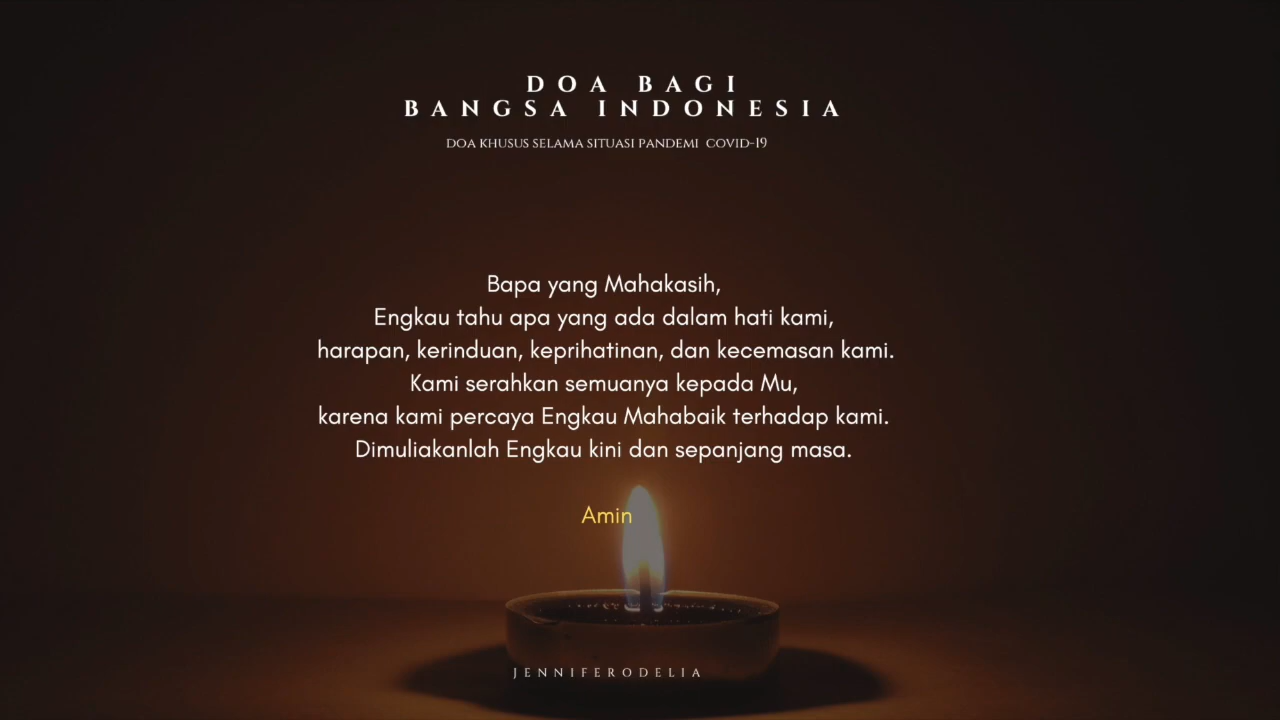 DOA BAGI
BANGSA INDONESIA
DOA KHUSUS SELAMA SITUASI PANDEMI COVID-19
Bapa yang Mahakasih,
Engkau tahu apa yang ada dalam hati kami,
harapan, kerinduan, keprihatinan, dan kecemasan kami.
Kami serahkan semuanya kepada Mu,
karena kami percaya Engkau Mahabaik terhadap kami.
Dimuliakanlah Engkau kini dan sepanjang masa.
Amin
JENNIFERODELIA